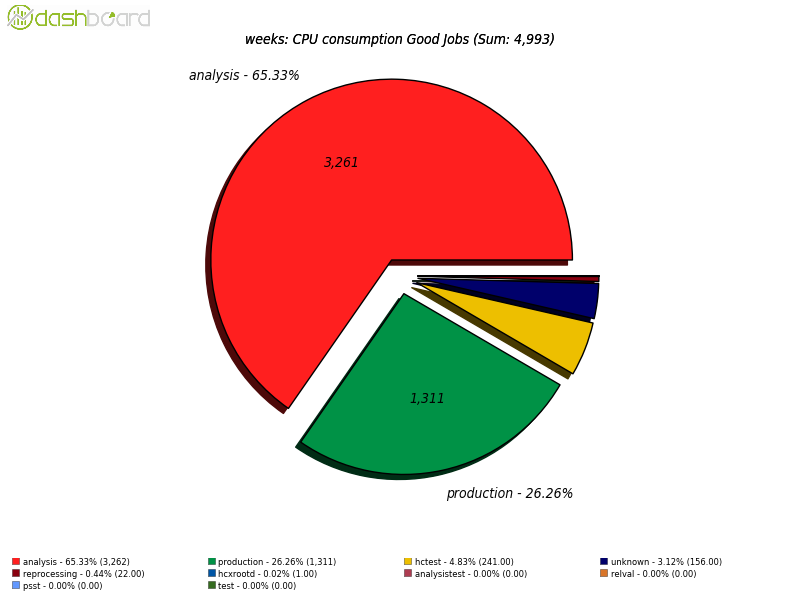 dashboard
weeks: CPU consumption Good Jobs (Sum: 4,993)
analysis - 65.33%
3,261
1,311
production - 26.26%
analysis - 65.33% (3,262) production - 26.26% (1,311) hctest - 4.83% (241.00) unknown - 3.12% (156.00)
reprocessing - 0.44% (22.00) hcxrootd - 0.02% (1.00) analysistest - 0.00% (0.00) relval - 0.00% (0.00)
psst - 0.00% (0.00) test - 0.00% (0.00)